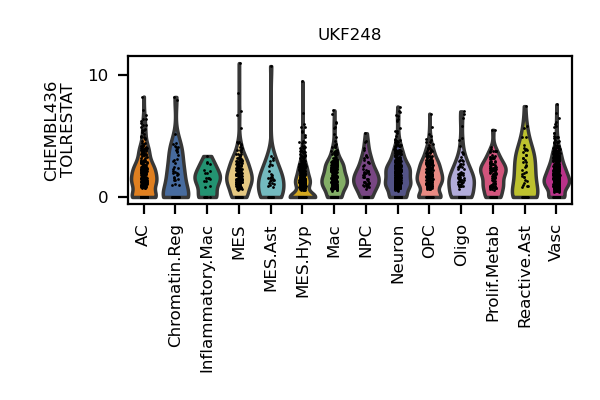 UKF248
CHEMBL436
TOLRESTAT
10
0
AC
Chromatin.Reg
Inflammatory.Mac
MES
MES.Ast
MES.Hyp
Mac
NPC
Neuron
OPC
Oligo
Prolif.Metab
Reactive.Ast
Vasc